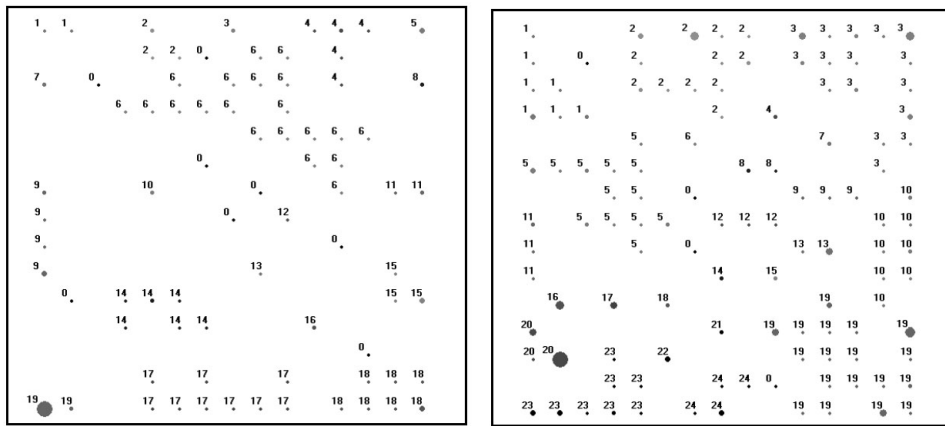 1 1 2 3 4 4 4 5
2 2 0 6 6 4
7 0 6 6 6 6 4 8
6 6 6 6 6 6
6 6 6 6 6
0 6 6
9 10 0 6 11 11
9 0 12
9 0
9 13 15
0 14 14 14 15 15
14 14 14 16
0
17 17 17 18 18 18
19 19 17 17 17 17 17 17 18 18 18 18
1 2 2 2 2 3 3 3 3
1 0 2 2 2 3 3 3 3
1 1 2 2 2 2 3 3 3
1 1 1 2 4 3
5 6 7 3 3
5 5 5 5 5 8 8 3
5 5 0 9 9 9 10
11 5 5 5 5 12 12 12 10 10
11 5 0 13 13 10 10
11 14 15 10 10
16 17 18 19 10
20 21 19 19 19 19 19
20 20 23 22 19 19 19 19
23 23 24 24 0 19 19 19 19
23 23 23 23 23 24 24 19 19 19 19